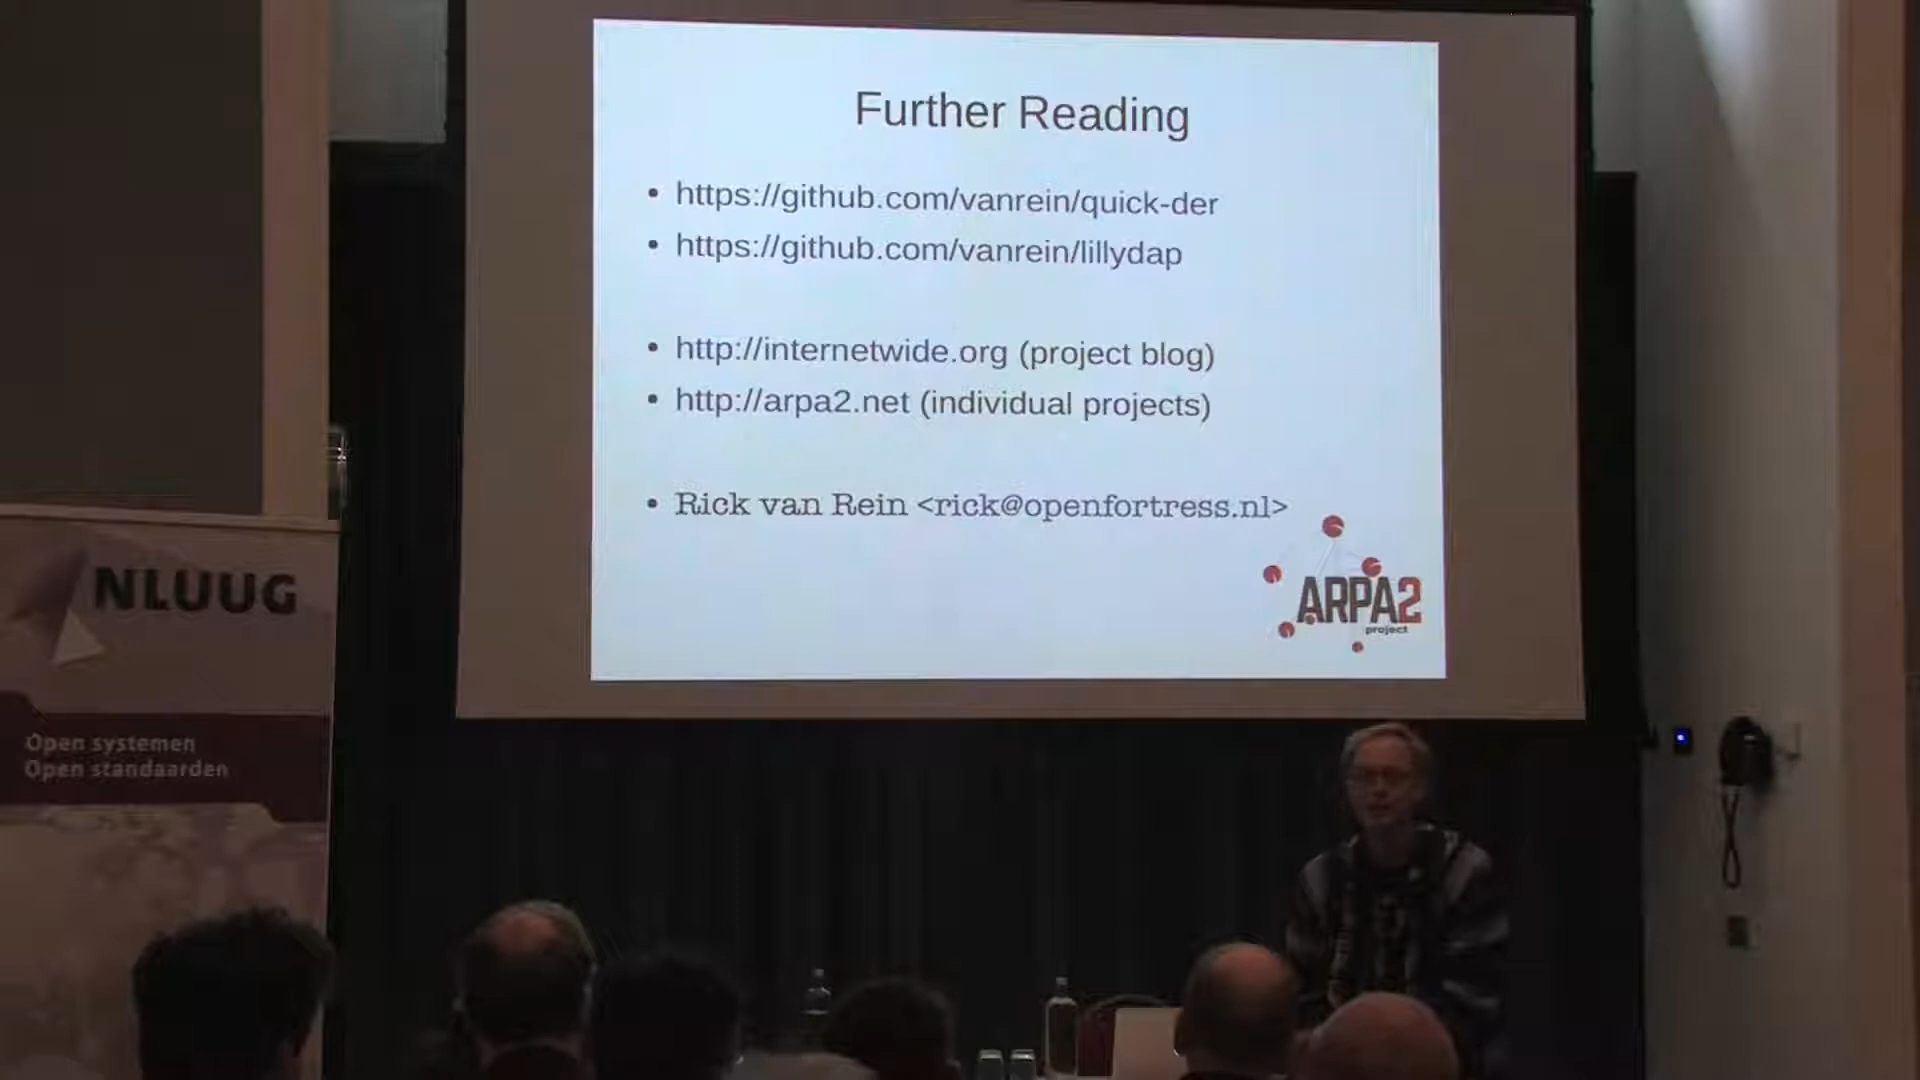 Further Reading
• https://github.com/vanrein/quick-der
• https://github.com/vanrein/lillydap
• http://internetwide.org (project blog)
• http://arpa2.net (individual projects)
• Rick van Rein <rick@openfortress.nl>
ARPA2
project
NLUUG
Open systemen
Open standaarden